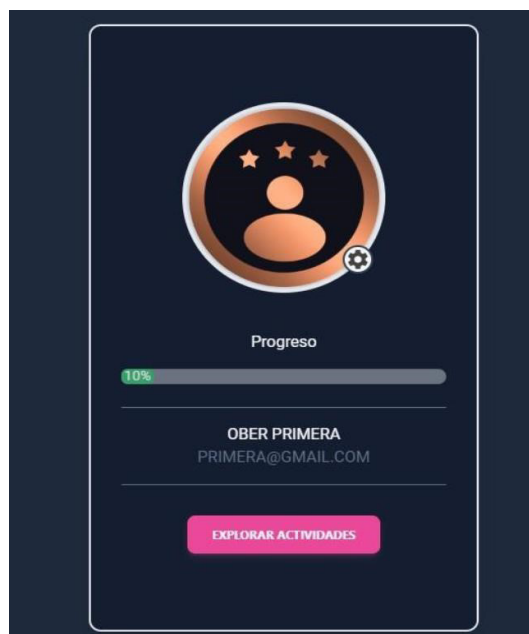 Progreso
10%
OBER PRIMERA
PRIMERA@GMAIL.COM
EXPLORAR ACTIVIDADES